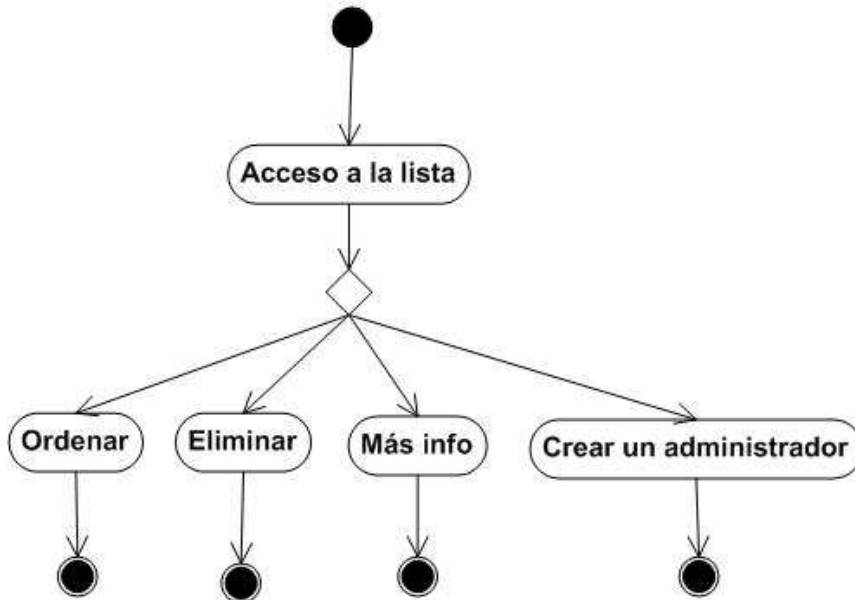 Acceso a la lista
Ordenar
Eliminar
Más info
Crear un administrador